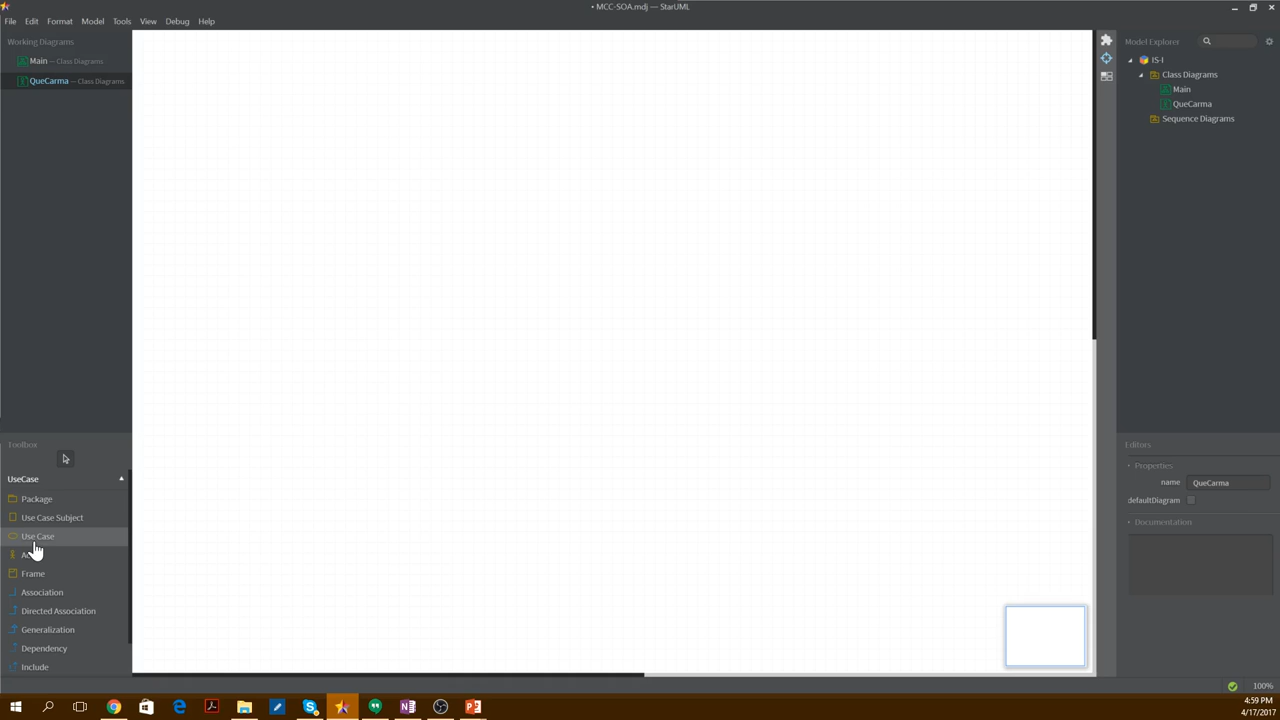 • MCC-SOA.mdj — StarUML
File Edit Format Model Tools View Debug Help
Working Diagrams
Main — Class Diagrams
QueCarma — Class Diagrams
Model Explorer
IS-I
Class Diagrams
Main
QueCarma
Sequence Diagrams
Toolbox
UseCase
Package
Use Case Subject
Use Case
Frame
Association
Directed Association
Generalization
Dependency
Include
Editors
Properties
name QueCarma
defaultDiagram
Documentation
100%
4:59 PM
4/17/2017